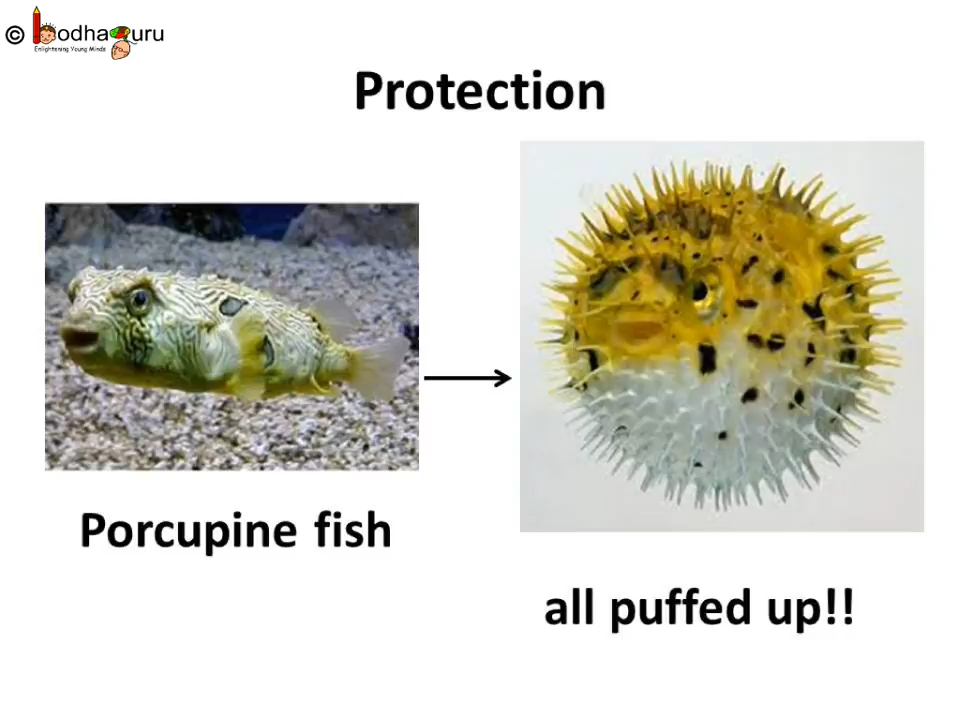 © BodhaGuru
Enlightening Young Minds
Protection
Porcupine fish
all puffed up!!